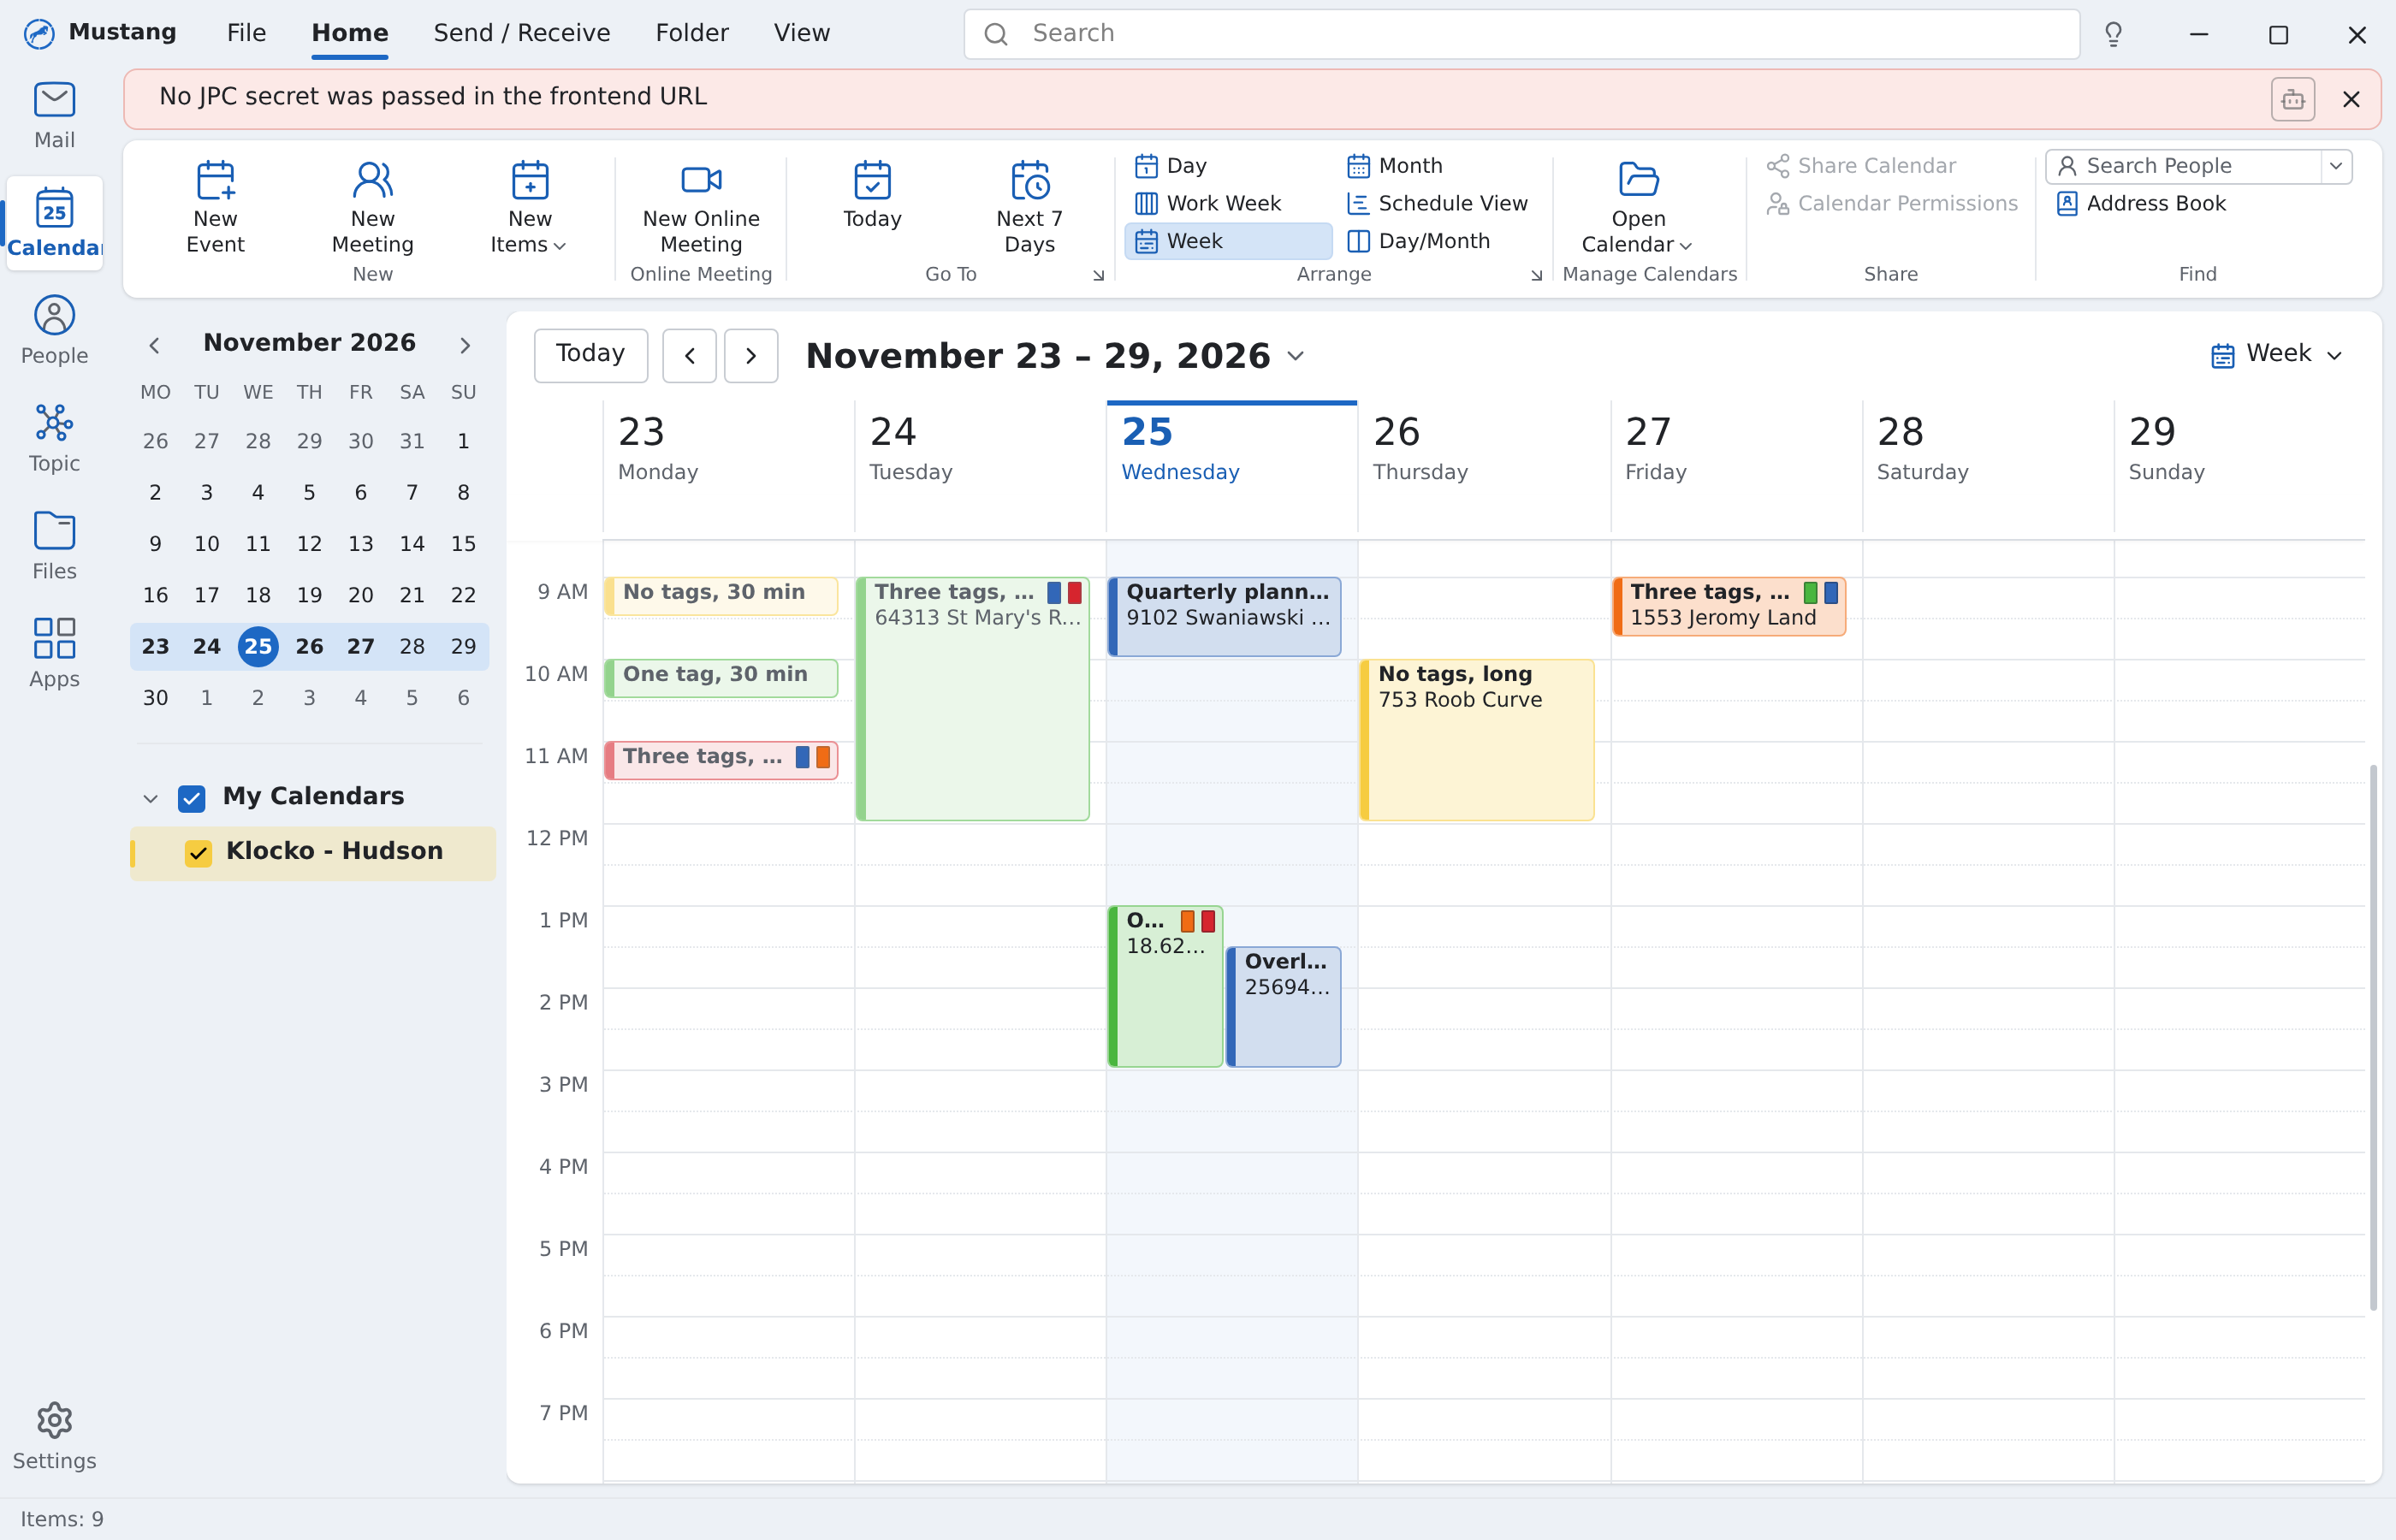 Mustang
File Home Send / Receive Folder View
Search
No JPC secret was passed in the frontend URL
Mail
25
Calendar
People
Topic
Files
Apps
Settings
New Event
New Meeting
New Items
New
New Online Meeting
Online Meeting
Today
Next 7 Days
Go To
Day
Work Week
Week
Month
Schedule View
Day/Month
Arrange
Open Calendar
Manage Calendars
Share Calendar
Calendar Permissions
Share
Search People
Address Book
Find
November 2026
MO TU WE TH FR SA SU
26 27 28 29 30 31 1
2 3 4 5 6 7 8
9 10 11 12 13 14 15
16 17 18 19 20 21 22
23 24 25 26 27 28 29
30 1 2 3 4 5 6
My Calendars
Klocko - Hudson
Today
November 23 – 29, 2026
Week
23 Monday
24 Tuesday
25 Wednesday
26 Thursday
27 Friday
28 Saturday
29 Sunday
9 AM
10 AM
11 AM
12 PM
1 PM
2 PM
3 PM
4 PM
5 PM
6 PM
7 PM
No tags, 30 min
One tag, 30 min
Three tags, ...
Three tags, ...
64313 St Mary's R...
Quarterly plann...
9102 Swaniawski ...
O...
18.62...
Overl...
25694...
No tags, long
753 Roob Curve
Three tags, ...
1553 Jeromy Land
Items: 9